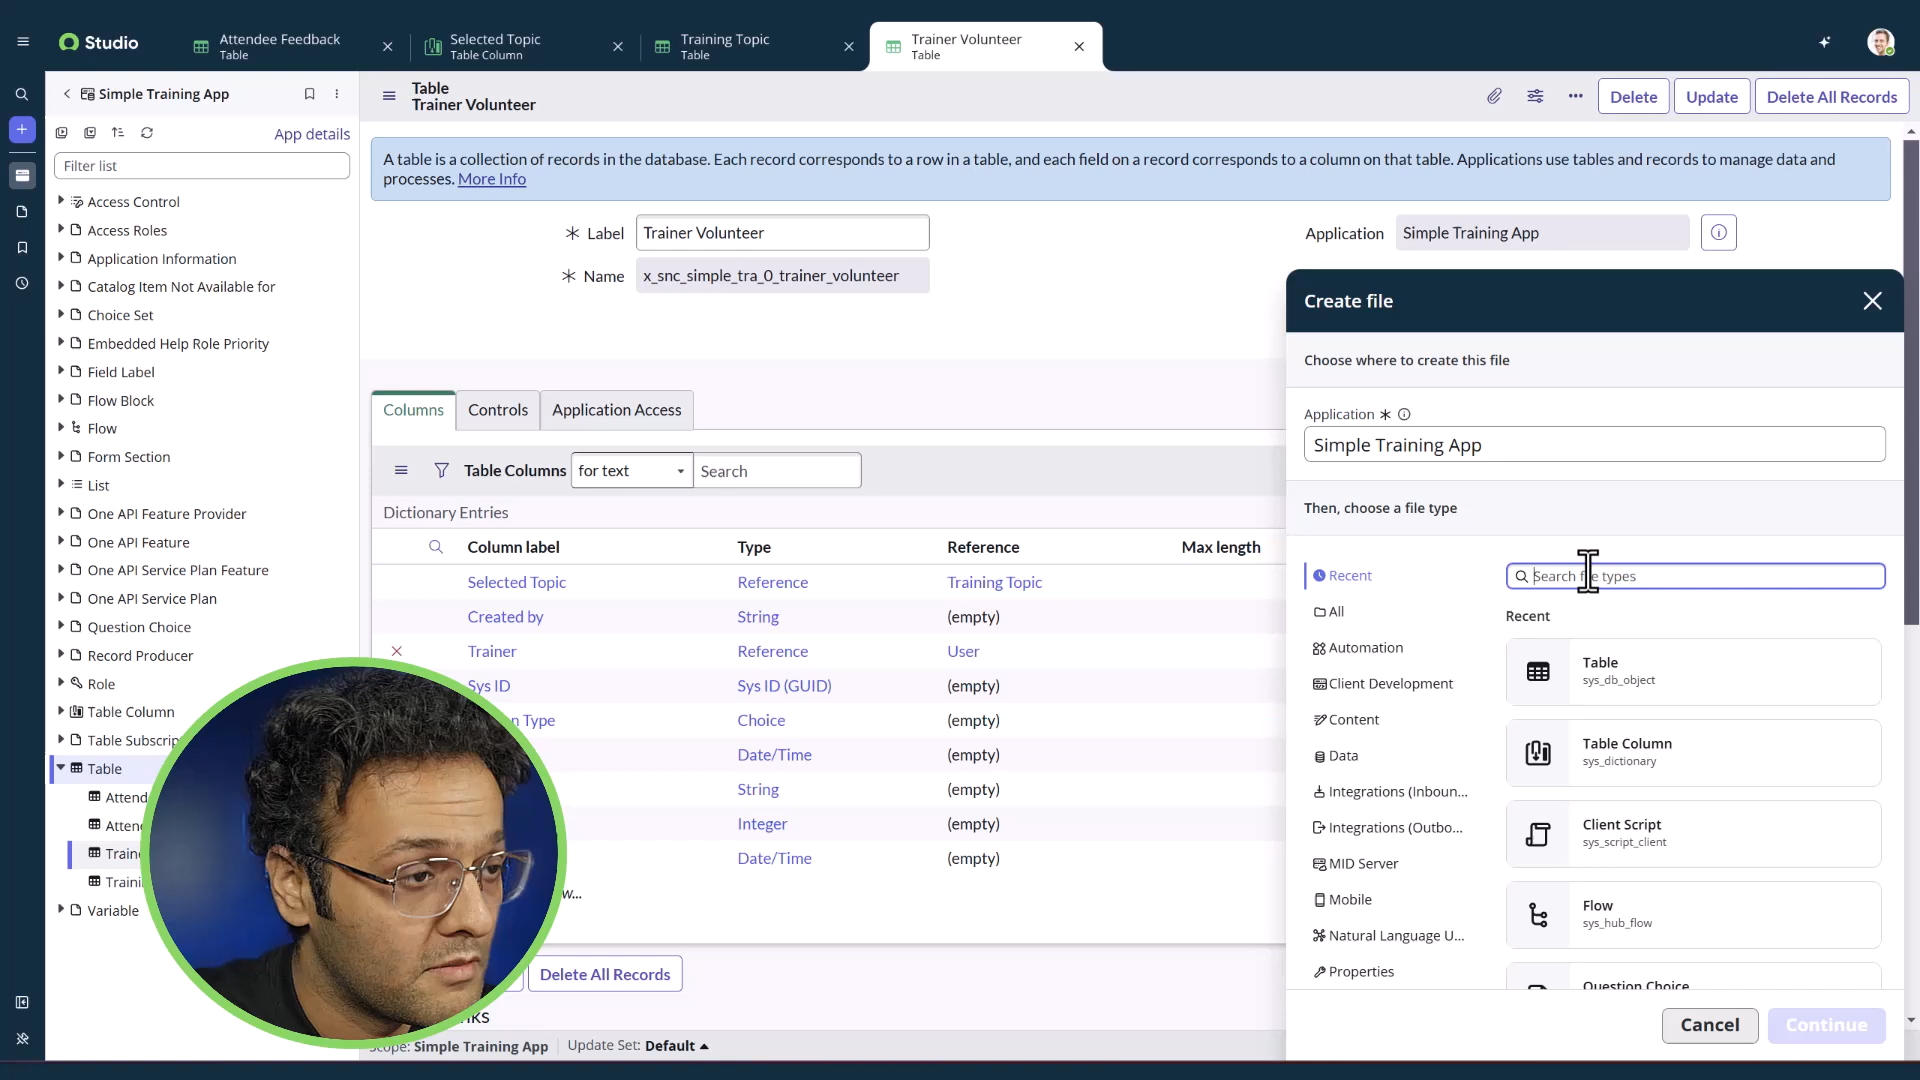 Studio
Attendee Feedback
Table
Selected Topic
Table Column
Training Topic
Table
Trainer Volunteer
Table
Simple Training App
App details
Filter list
Access Control
Access Roles
Application Information
Catalog Item Not Available for
Choice Set
Embedded Help Role Priority
Field Label
Flow Block
Flow
Form Section
List
One API Feature Provider
One API Feature
One API Service Plan Feature
One API Service Plan
Question Choice
Record Producer
Role
Table Column
Table Subscrip
Table
Attend
Atten
Traine
Traini
Variable
Table
Trainer Volunteer
Delete
Update
Delete All Records
A table is a collection of records in the database. Each record corresponds to a row in a table, and each field on a record corresponds to a column on that table. Applications use tables and records to manage data and
processes. More Info
Label
Trainer Volunteer
Application
Simple Training App
Name
x_snc_simple_tra_0_trainer_volunteer
Columns
Controls
Application Access
Table Columns
for text
Search
Dictionary Entries
Column label
Type
Reference
Max length
Selected Topic
Reference
Training Topic
Created by
String
(empty)
Trainer
Reference
User
Sys ID
Sys ID (GUID)
(empty)
n Type
Choice
(empty)
Date/Time
(empty)
String
(empty)
Integer
(empty)
Date/Time
(empty)
w...
Delete All Records
Scope: Simple Training App
Update Set: Default
Create file
Choose where to create this file
Application
Simple Training App
Then, choose a file type
Recent
All
Automation
Client Development
Content
Data
Integrations (Inboun...
Integrations (Outbo...
MID Server
Mobile
Natural Language U...
Properties
Search file types
Recent
Table
sys_db_object
Table Column
sys_dictionary
Client Script
sys_script_client
Flow
sys_hub_flow
Question Choice
Cancel
Continue